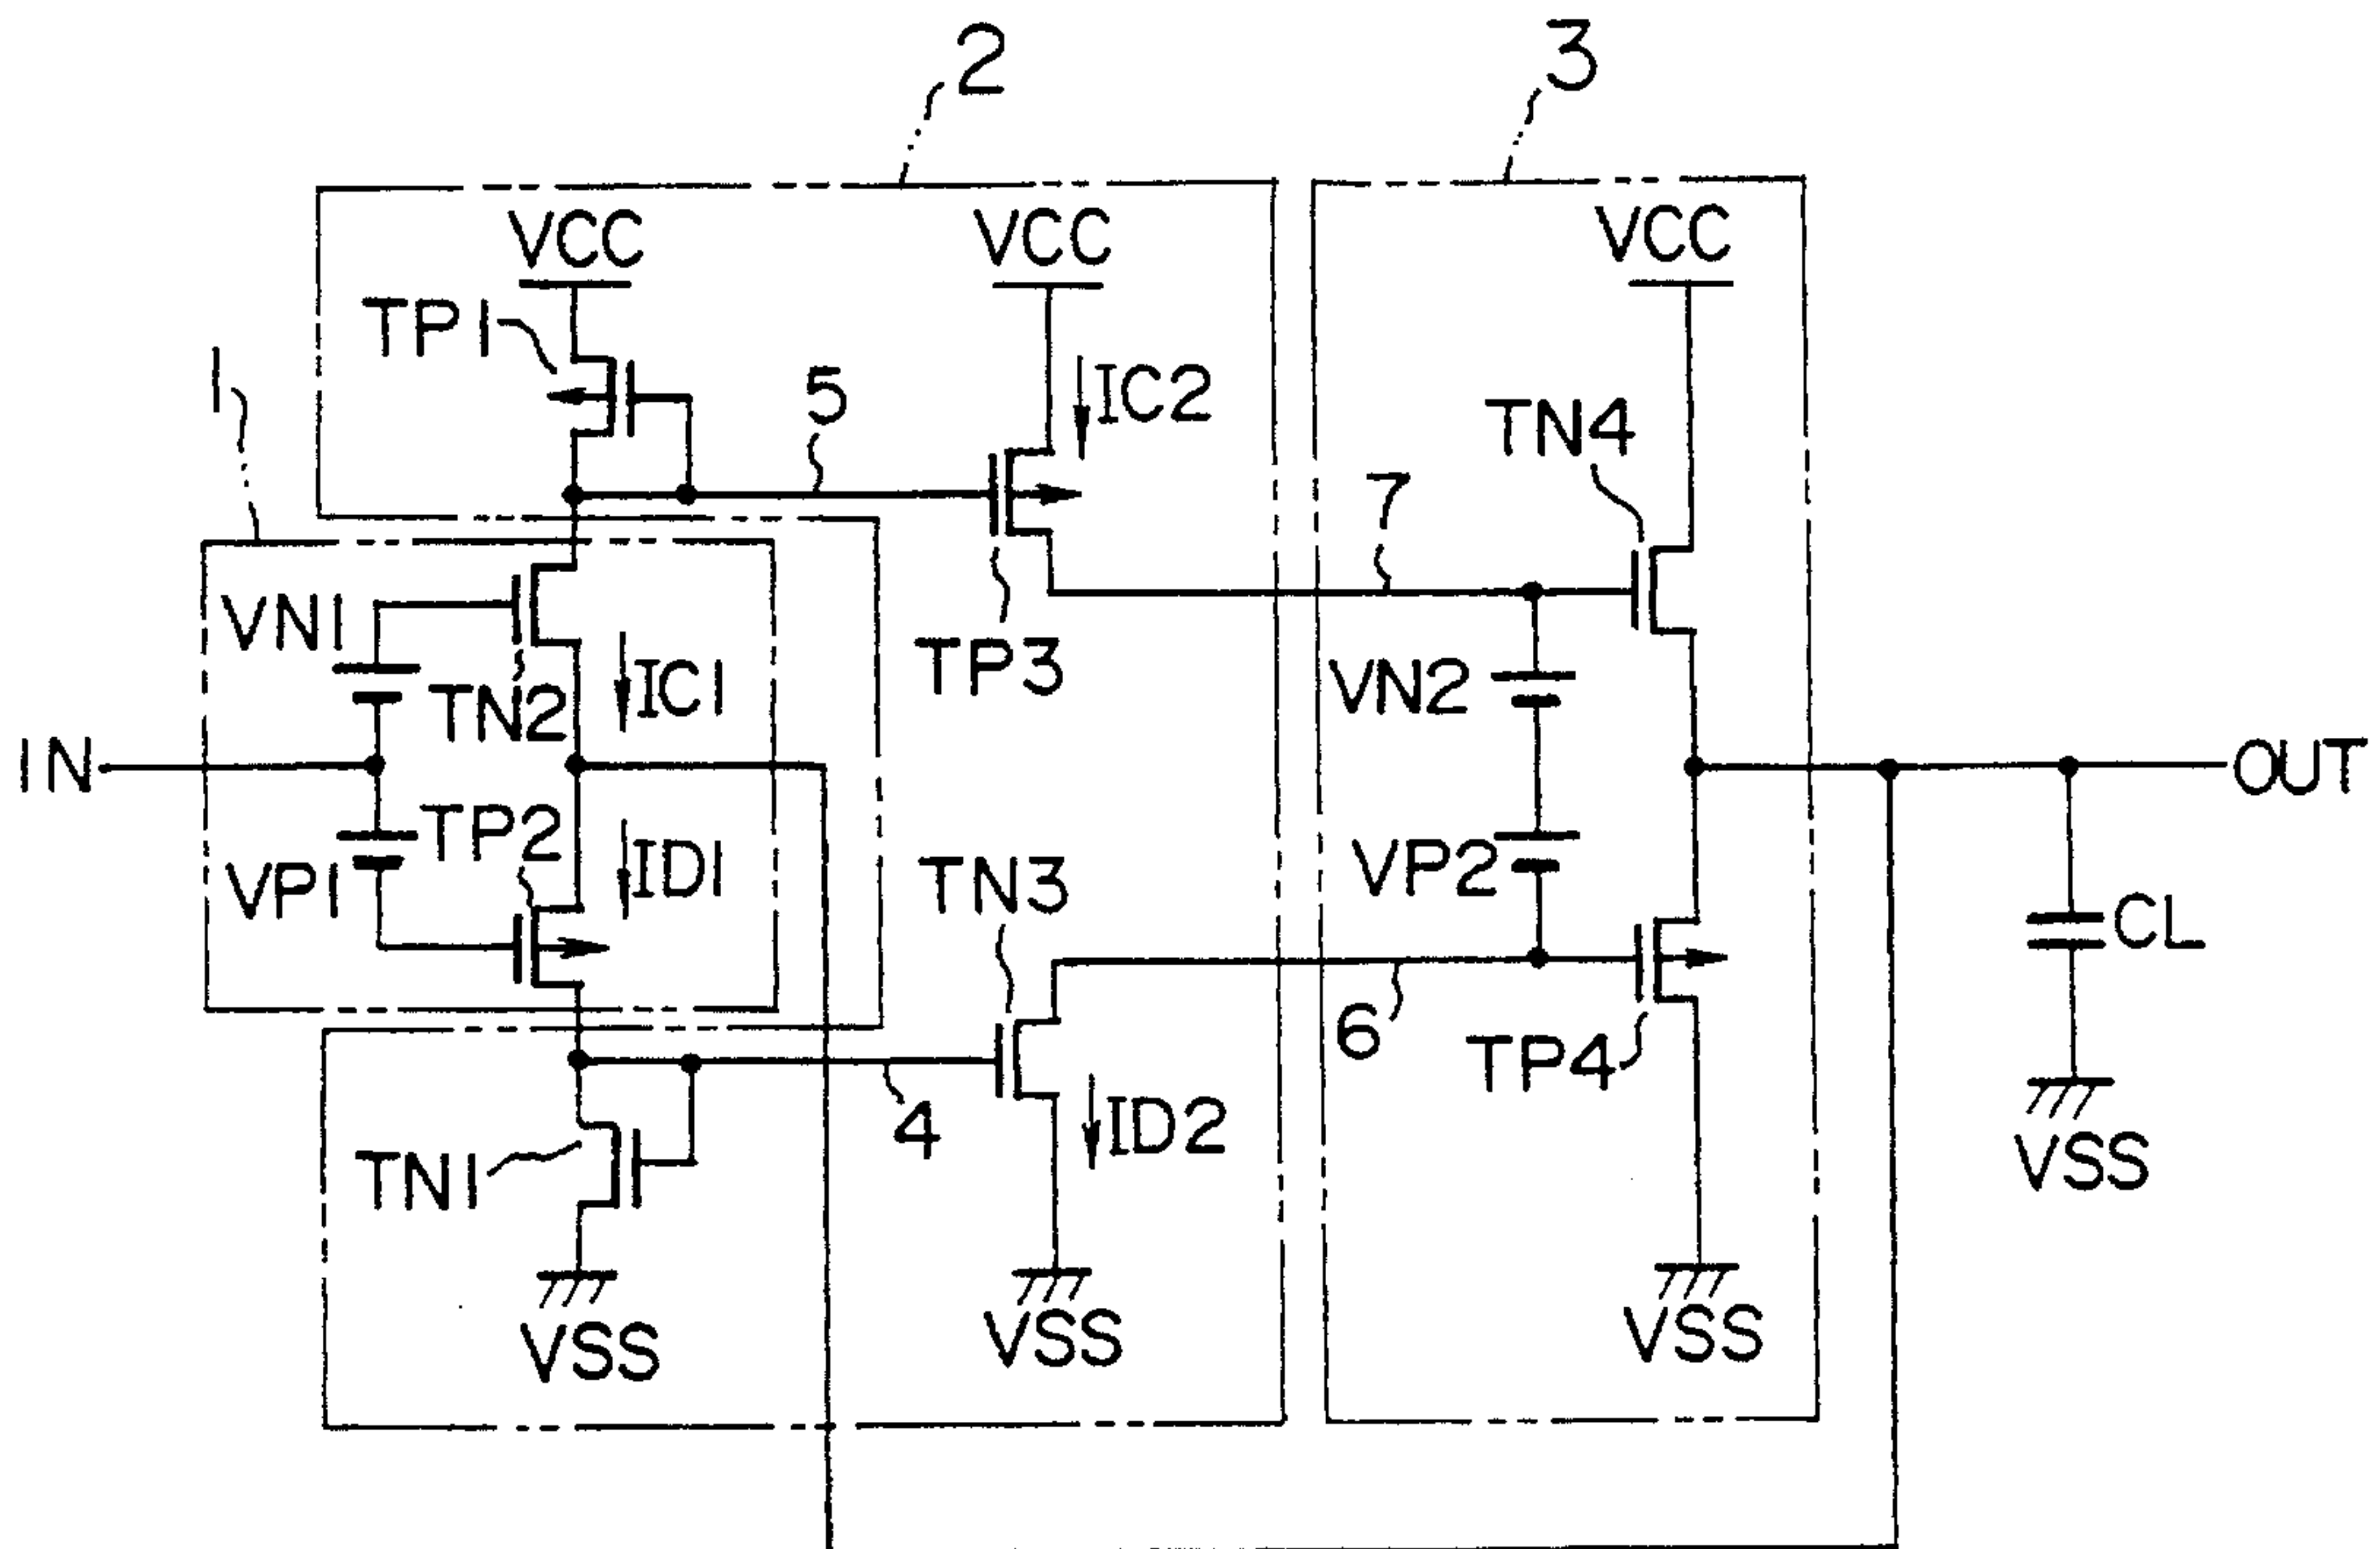 2
3
VCC
VCC
VCC
TP1
1
5
IC2
TN4
7
VN1
TN2
IC1
TP3
VN2
IN
OUT
TP2
VP1
ID1
TN3
VP2
CL
6
TP4
4
TN1
ID2
VSS
VSS
VSS
VSS